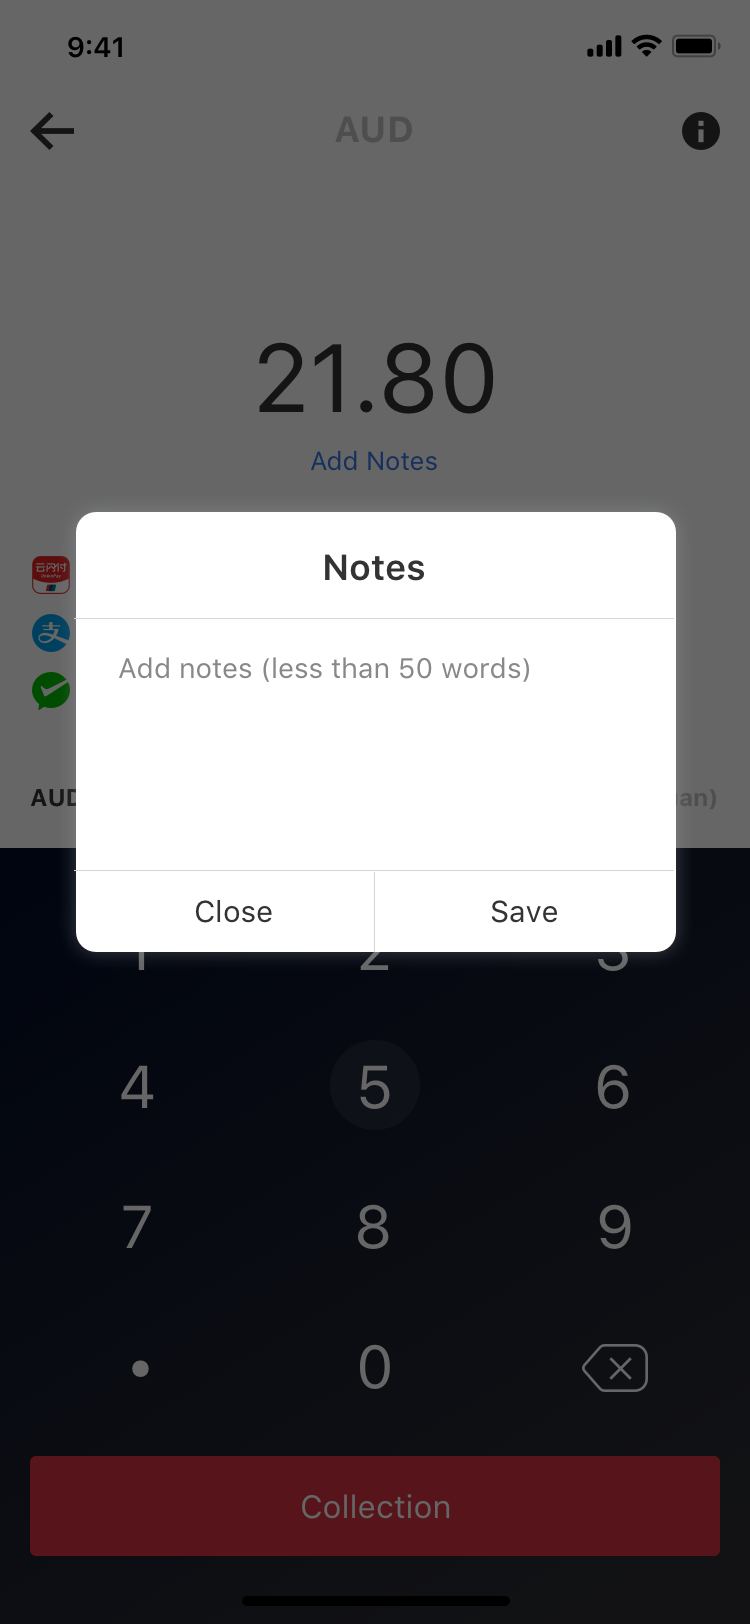 9:41
AUD
21.80
Add Notes
Notes
云闪付
Add notes (less than 50 words)
AUD
an)
Close
Save
1
2
3
4
5
6
7
8
9
.
0
Collection